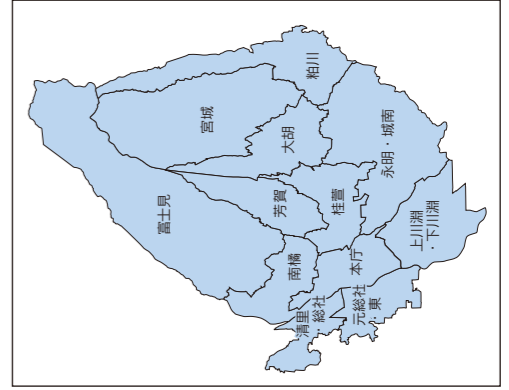 富士見
宮城
粕川
大胡
芳賀
桂萱
永明・城南
南橘
本庁
上川淵
・下川淵
清里
・総社
元総社
・東